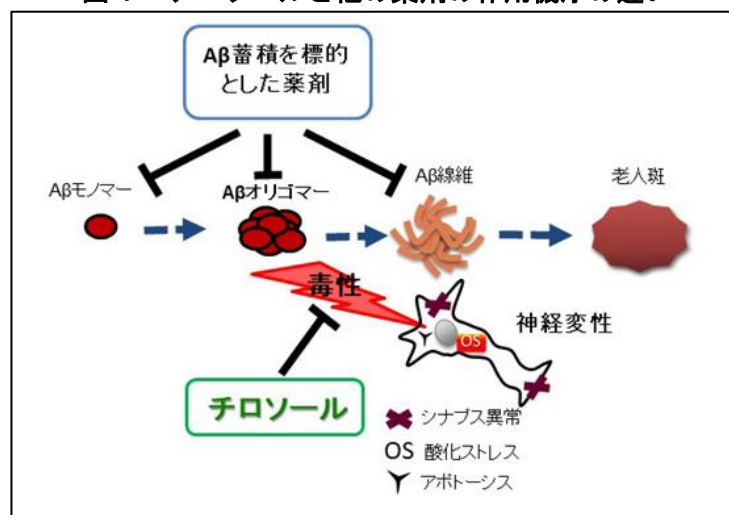 Aβ蓄積を標的
とした薬剤
Aβモノマー
Aβオリゴマー
Aβ線維
老人斑
毒性
神経変性
OS
チロソール
シナプス異常
OS 酸化ストレス
アポトーシス